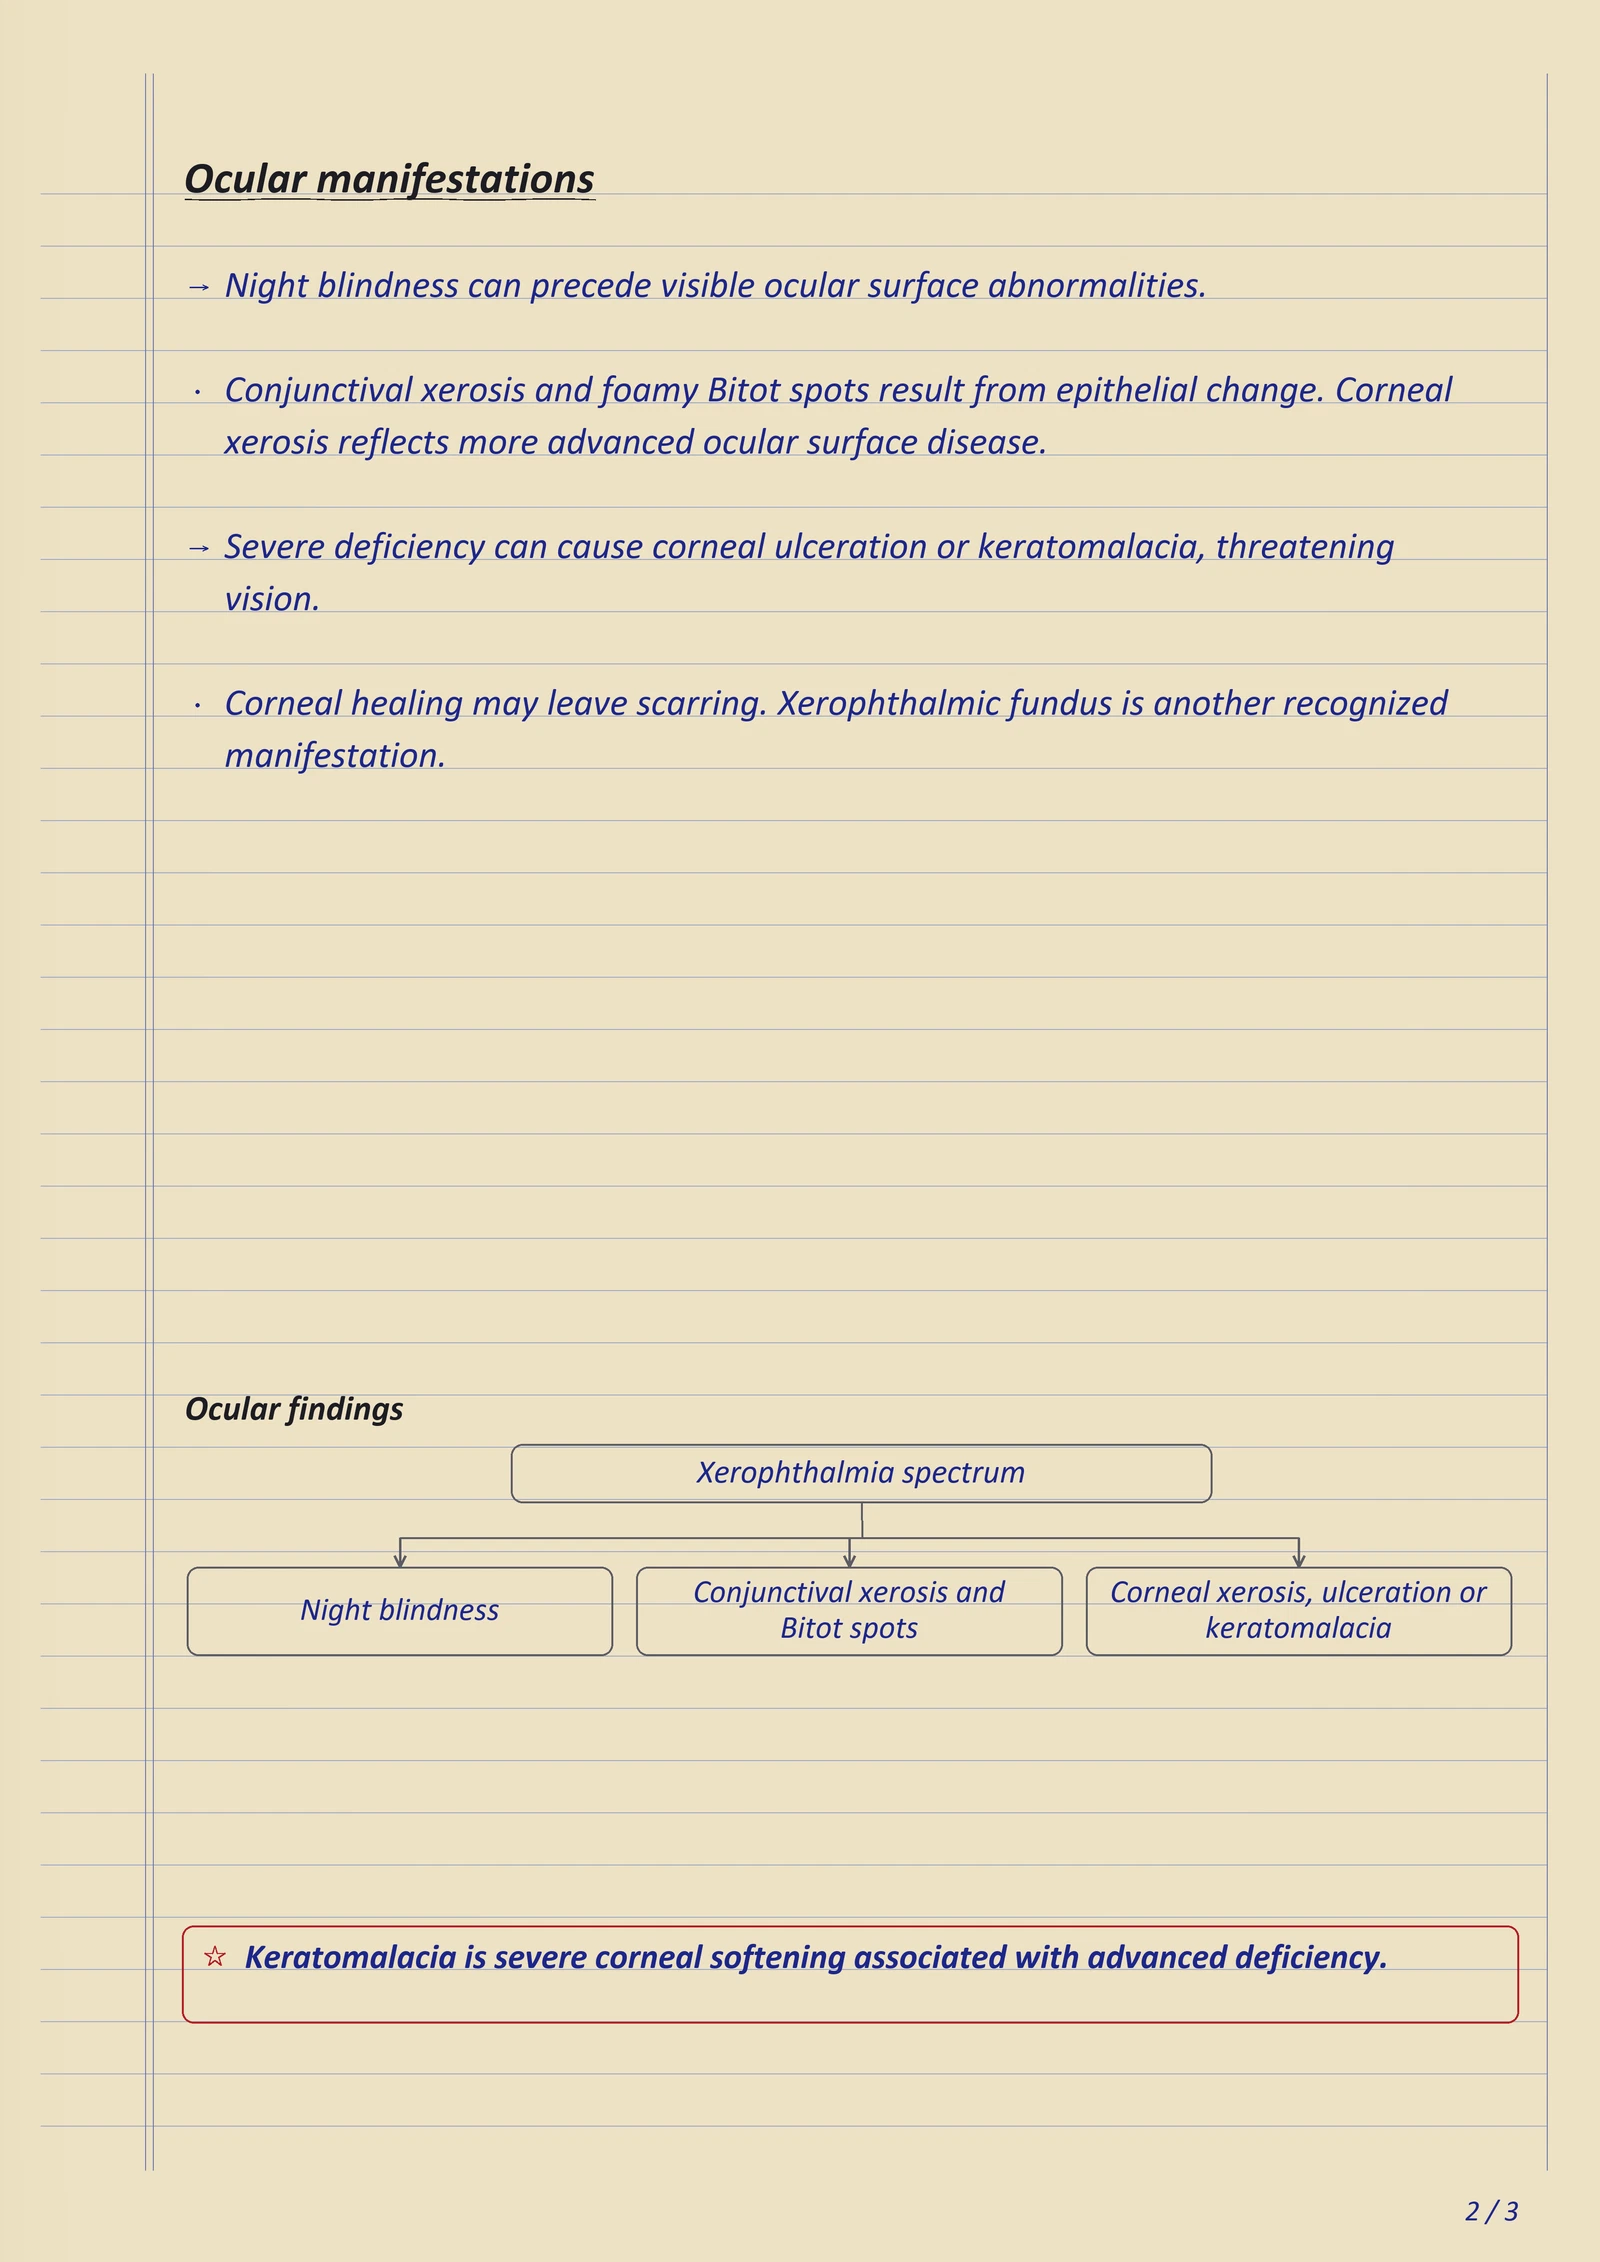 Ocular manifestations
→ Night blindness can precede visible ocular surface abnormalities.
· Conjunctival xerosis and foamy Bitot spots result from epithelial change. Corneal
xerosis reflects more advanced ocular surface disease.
→ Severe deficiency can cause corneal ulceration or keratomalacia, threatening
vision.
· Corneal healing may leave scarring. Xerophthalmic fundus is another recognized
manifestation.
Ocular findings
Xerophthalmia spectrum
Night blindness
Conjunctival xerosis and
Bitot spots
Corneal xerosis, ulceration or
keratomalacia
☆ Keratomalacia is severe corneal softening associated with advanced deficiency.
2 / 3